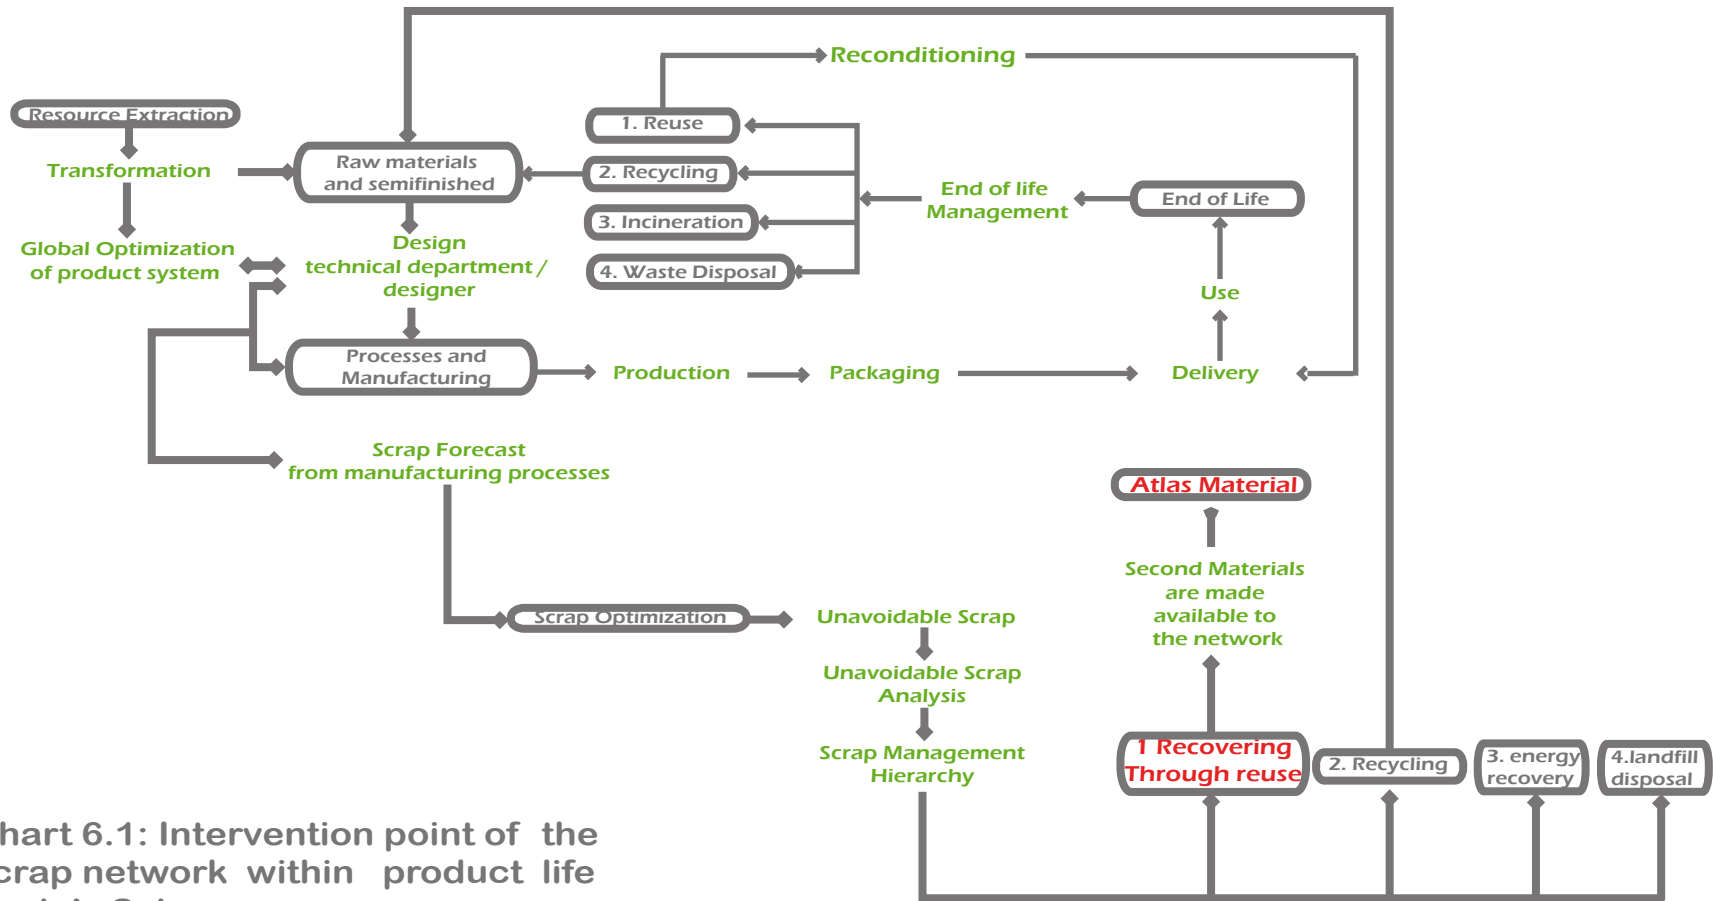 Reconditioning
Resource Extraction
1. Reuse
Raw materials
and semifinished
Transformation
2. Recycling
End of life
Management
End of Life
3. Incineration
Global Optimization
of product system
Design
technical department /
designer
4. Waste Disposal
Use
Processes and
Manufacturing
Production
Packaging
Delivery
Scrap Forecast
from manufacturing processes
Atlas Material
Second Materials
are made
available to
the network
Scrap Optimization
Unavoidable Scrap
Unavoidable Scrap
Analysis
Scrap Management
Hierarchy
1 Recovering
Through reuse
2. Recycling
3. energy
recovery
4.landfill
disposal
hart 6.1: Intervention point of the
crap network within product life